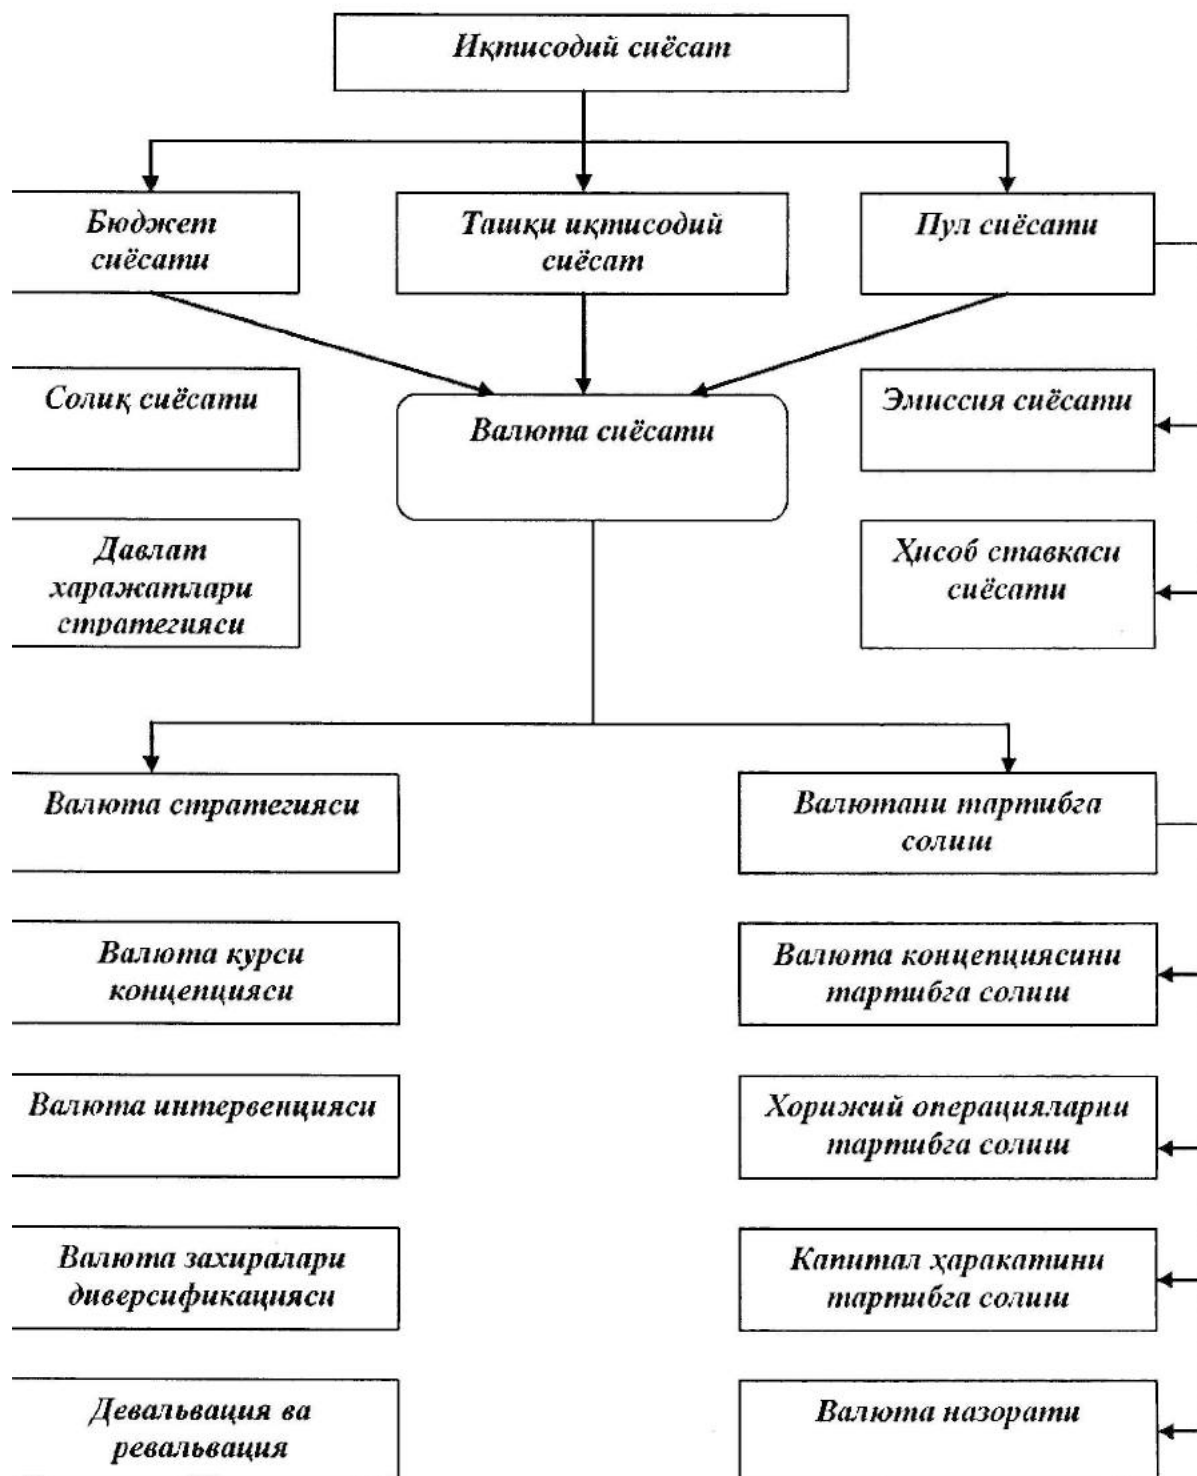 Иқтисодий сиёсат
Бюджет
сиёсати
Ташқи иқтисодий
сиёсат
Пул сиёсати
Солиқ сиёсати
Валюта сиёсати
Эмиссия сиёсати
Давлат
харажатлари
стратегияси
Ҳисоб ставкаси
сиёсати
Валюта стратегияси
Валютани тартибга
солиш
Валюта курси
концепцияси
Валюта концепциясини
тартибга солиш
Валюта интервенцияси
Хорижий операцияларни
тартибга солиш
Валюта захиралари
диверсификацияси
Капитал ҳаракатини
тартибга солиш
Девальвация ва
ревальвация
Валюта назорати